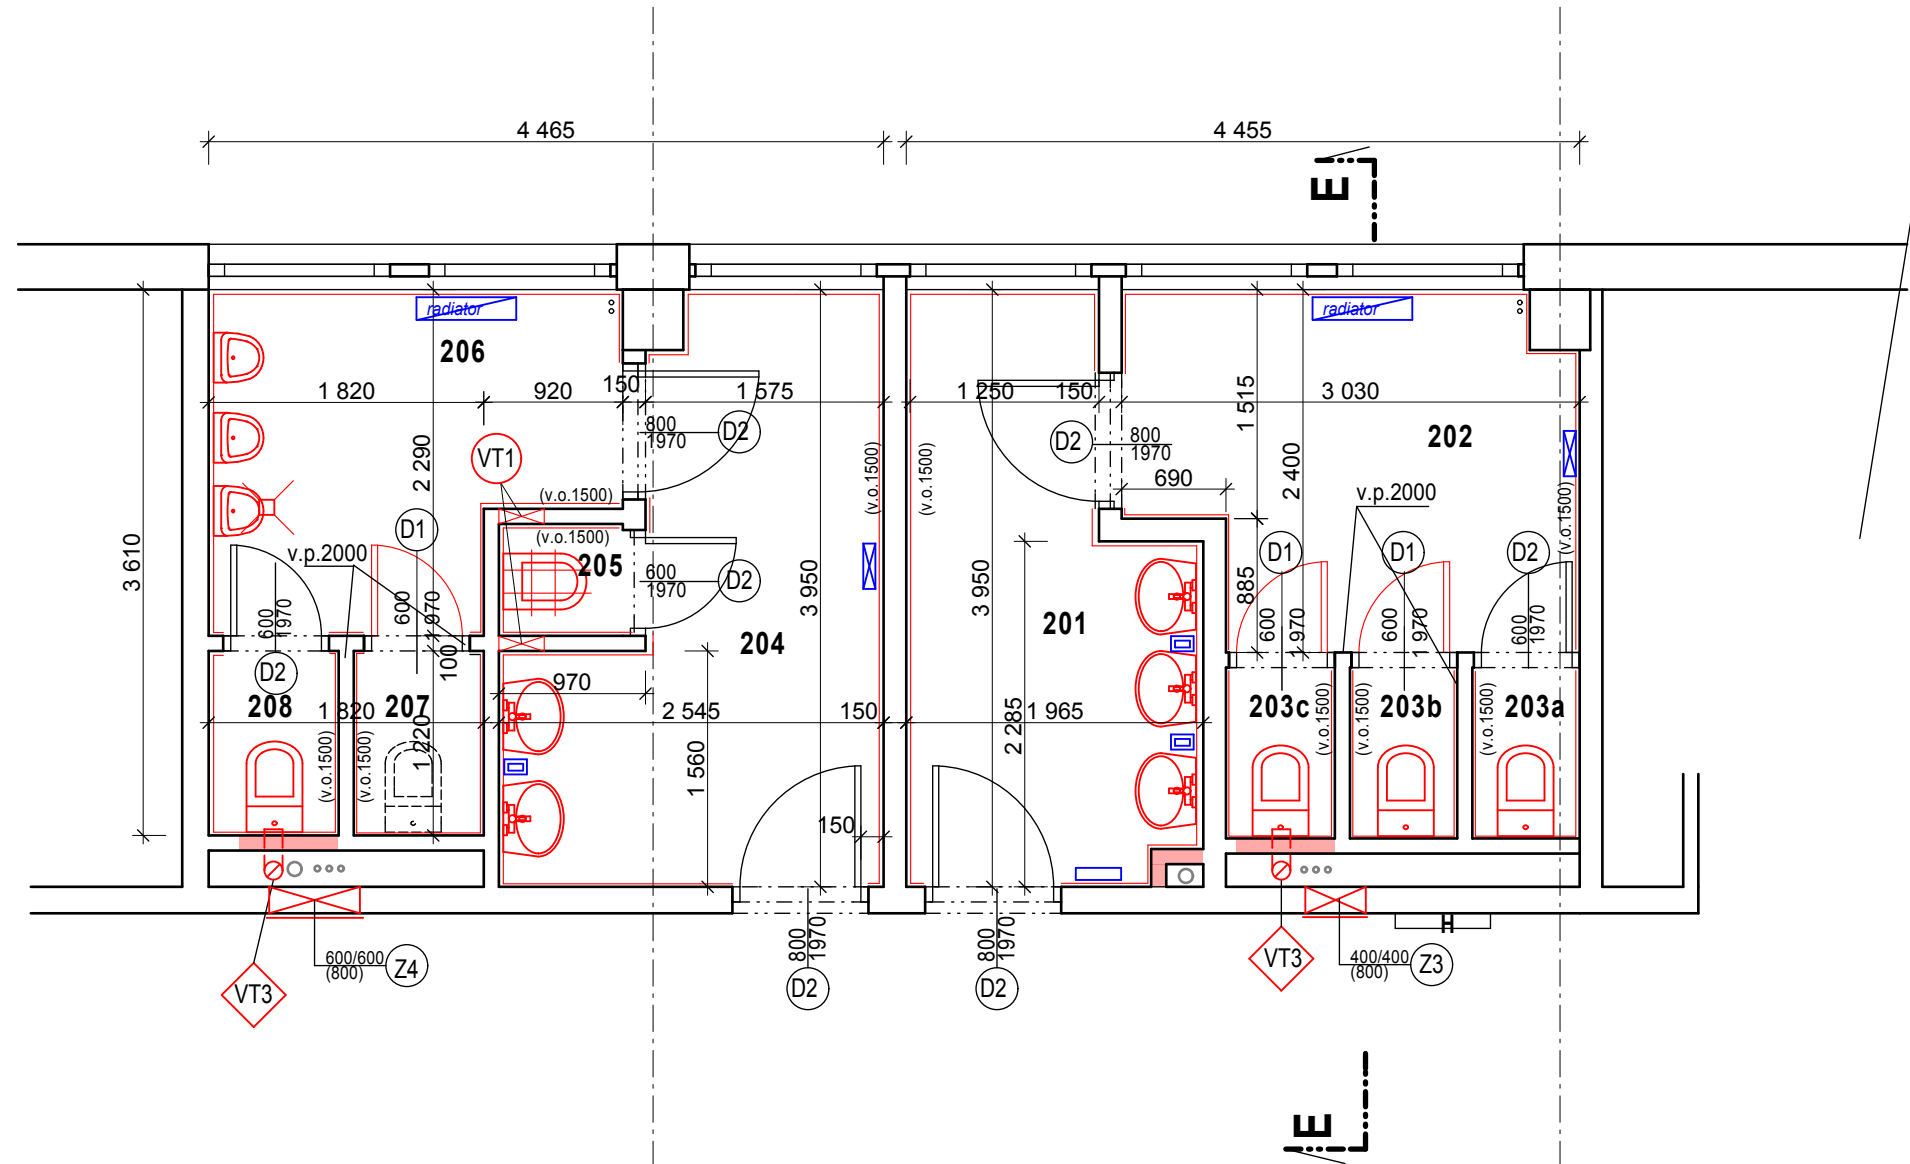 4 465
4 455
E
radiator
radiator
206
1 820
920
150
1 575
1 250
150
3 030
800
1970
D2
D2
800
1970
202
1 515
2 400
2 290
VT1
(v.o.1500)
(v.o.1500)
(v.o.1500)
690
v.p.2000
(v.o.1500)
D1
(v.o.1500)
205
v.p.2000
600
1970
D2
D1
D1
D2
3 610
600
1970
600
1970
3 950
3 950
885
600
1970
600
1970
600
1970
204
201
D2
100
970
208
1 820
207
2 545
150
1 965
2 285
203c
203b
203a
(v.o.1500)
(v.o.1500)
(v.o.1500)
(v.o.1500)
(v.o.1500)
1 220
1 560
150
800
1970
800
1970
VT3
600/600
(800)
Z4
D2
D2
VT3
400/400
(800)
Z3
H
E